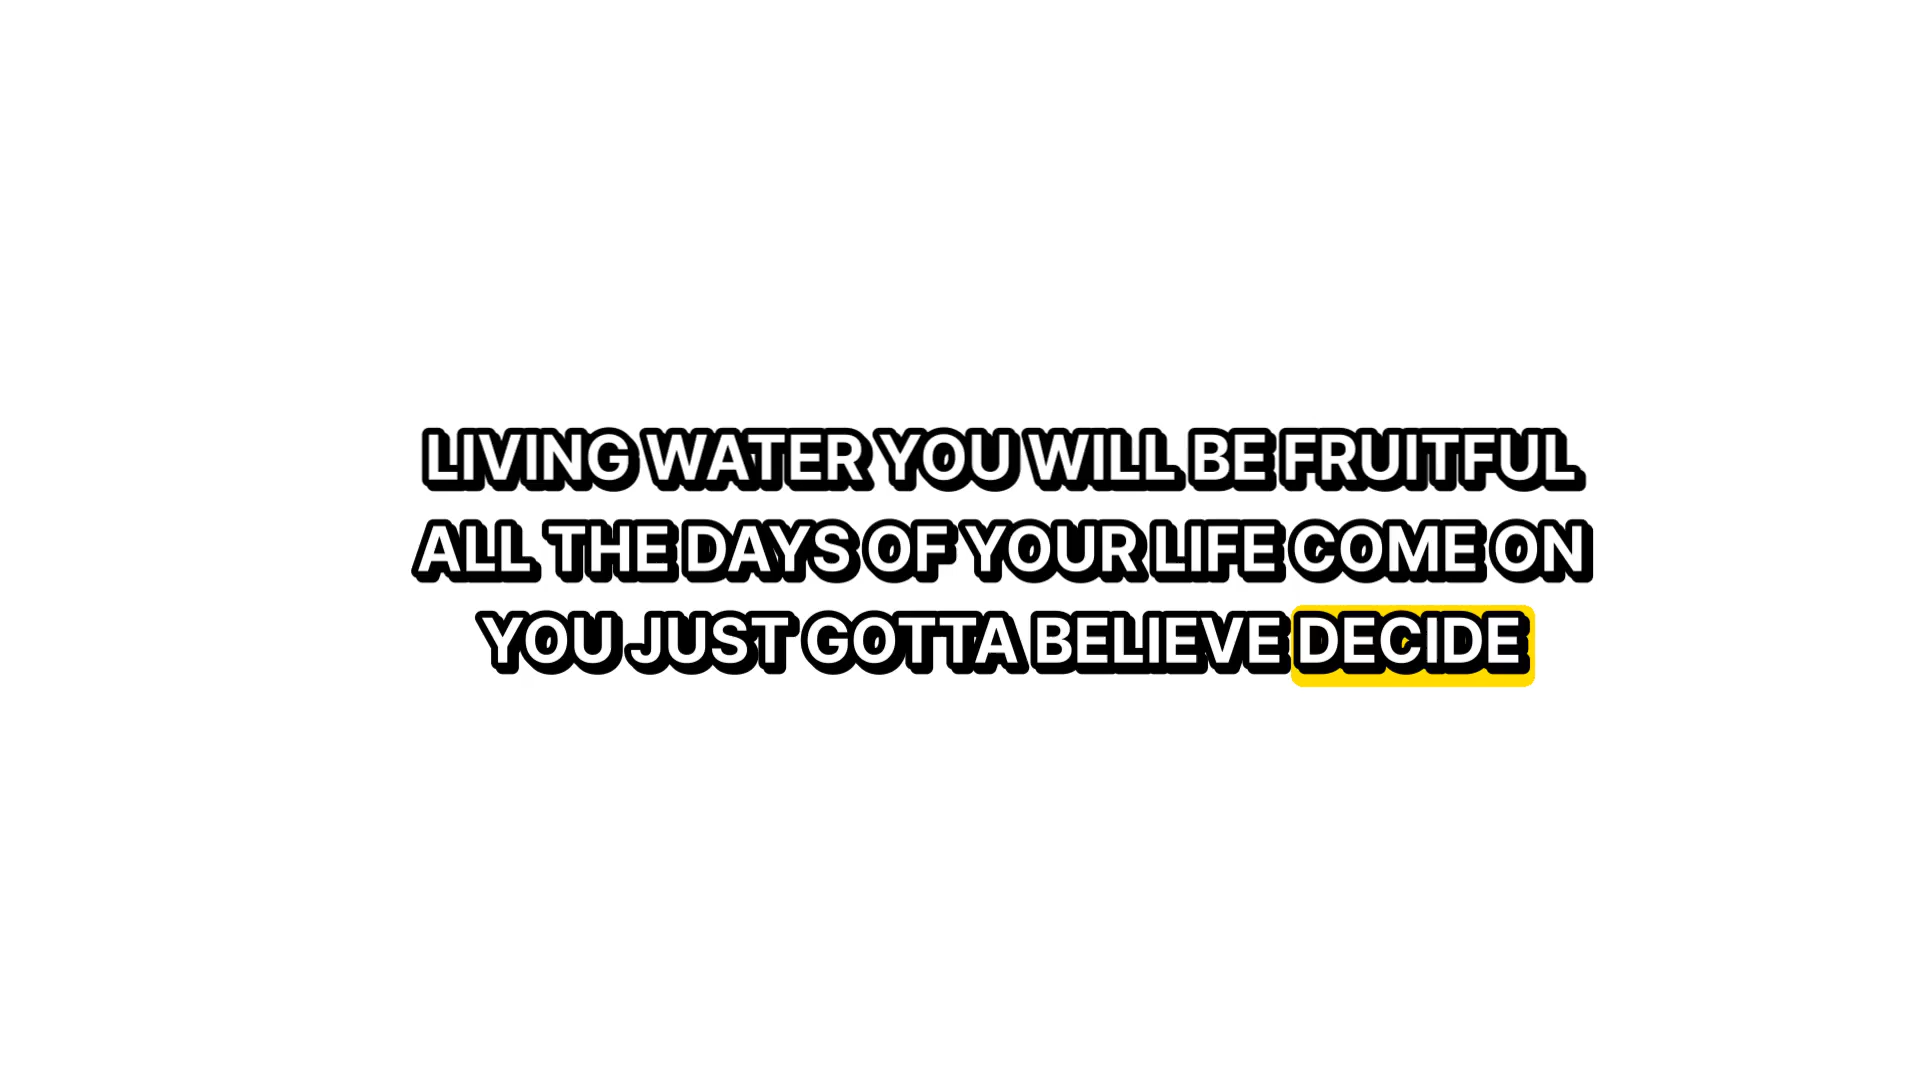 LIVING WATER YOU WILL BE FRUITFUL
ALL THE DAYS OF YOUR LIFE COME ON
YOU JUST GOTTA BELIEVE DECIDE